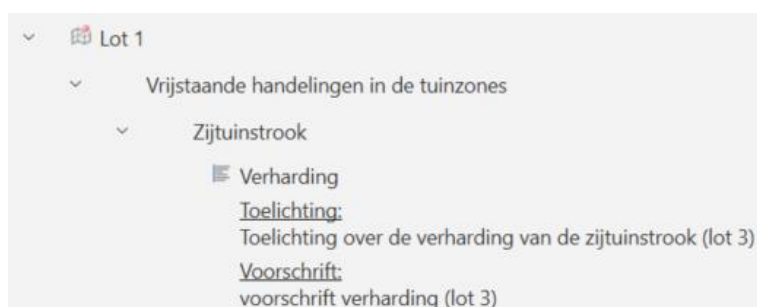 Lot 1
Vrijstaande handelingen in de tuinzones
Zijtuinstrook
Verharding
Toelichting:
Toelichting over de verharding van de zijtuinstrook (lot 3)
Voorschrift:
voorschrift verharding (lot 3)